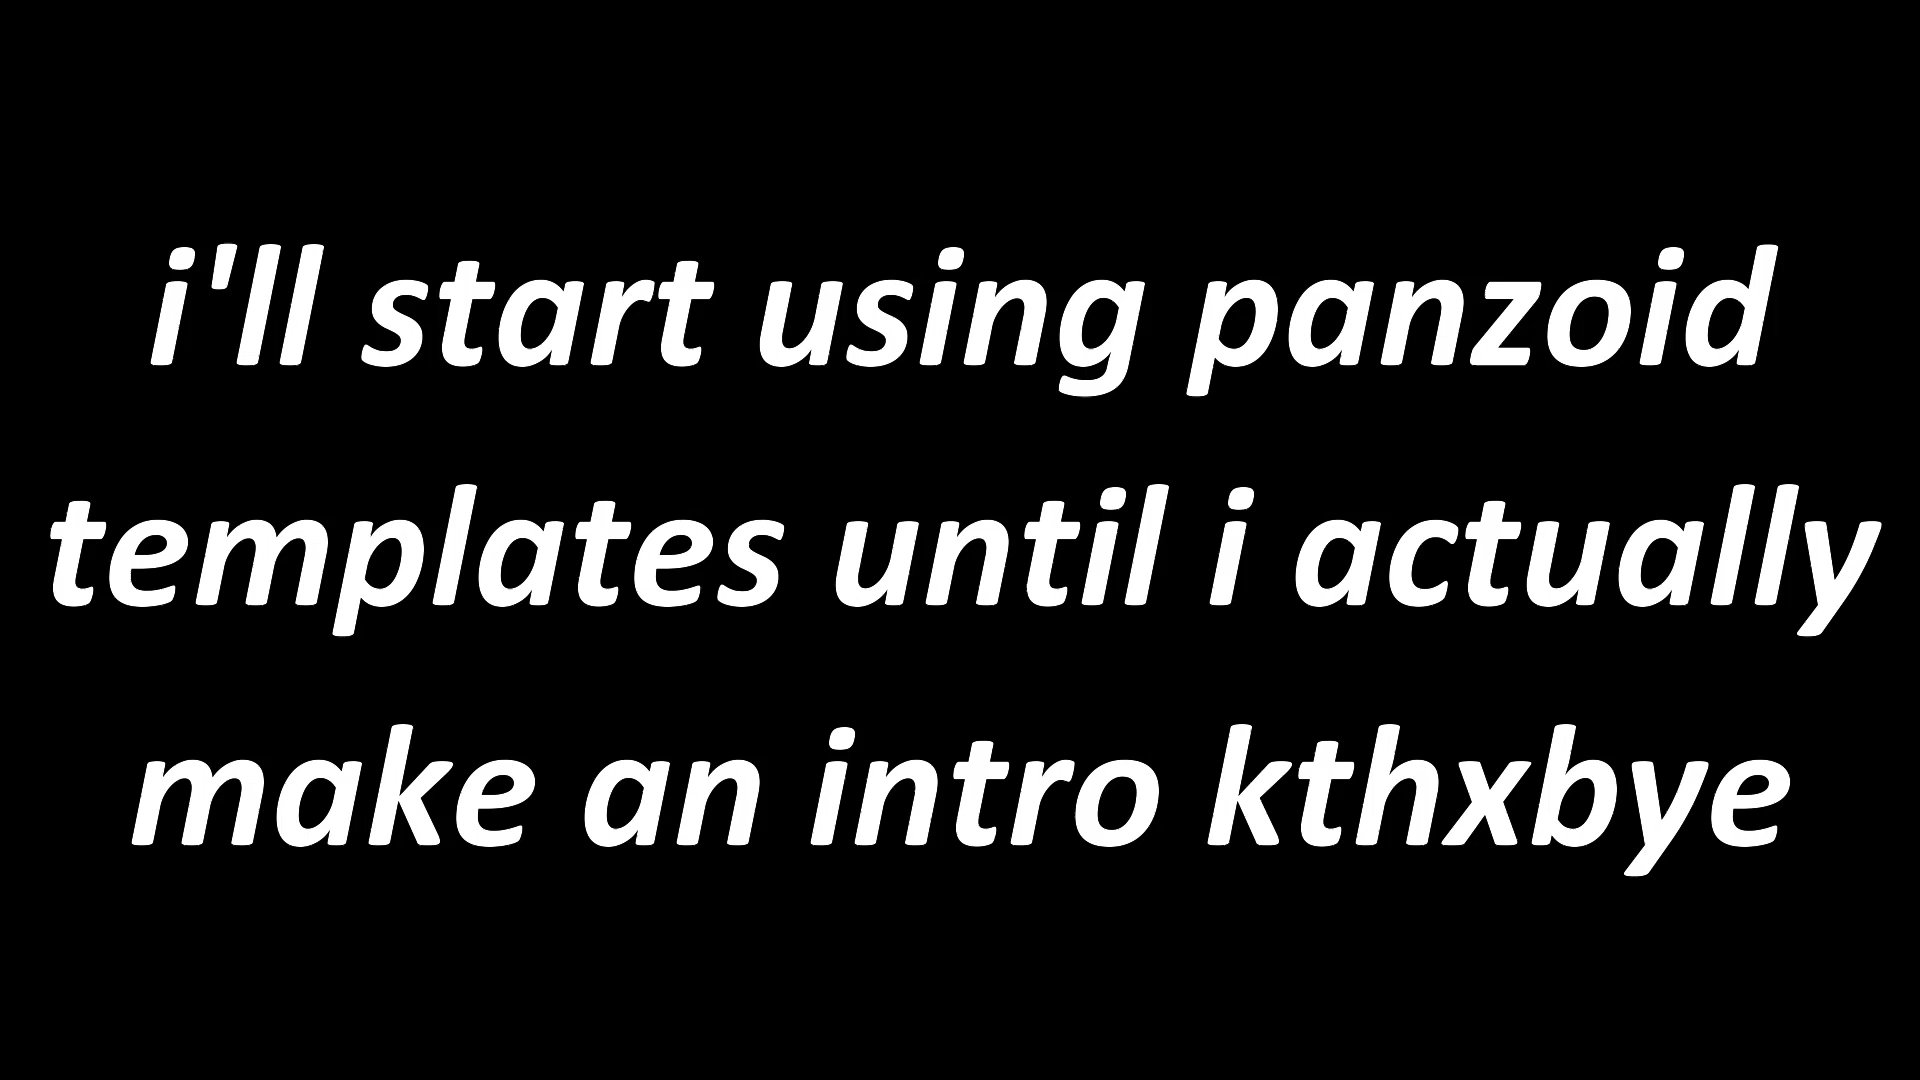 i'll start using panzoid
templates until i actually
make an intro kthxbye